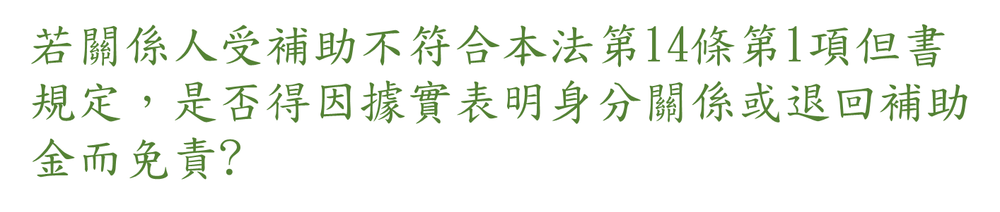 若關係人受補助不符合本法第14條第1項但書
規定，是否得因據實表明身分關係或退回補助
金而免責?